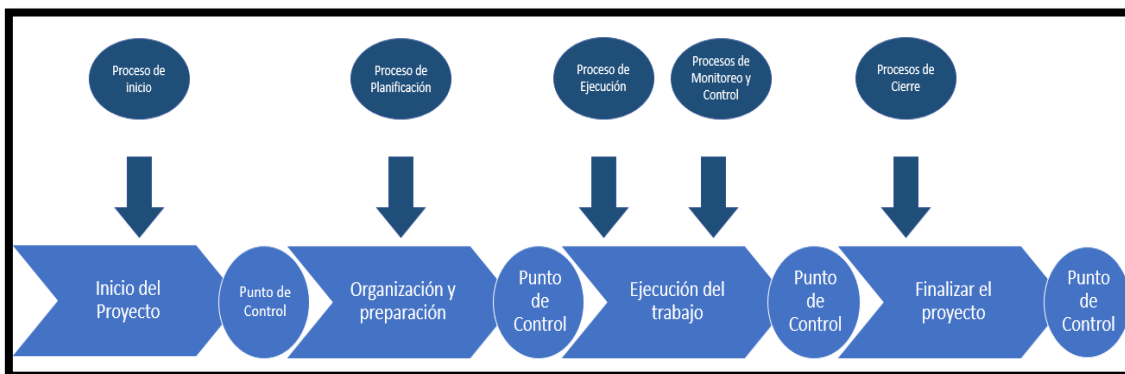 Proceso de
inicio
Proceso de
Planificación
Proceso de
Ejecución
Procesos de
Monitoreo y
Control
Procesos de
Cierre
Inicio del
Proyecto
Punto de
Control
Organización y
preparación
Punto
de
Control
Ejecución del
trabajo
Punto
de
Control
Finalizar el
proyecto
Punto
de
Control